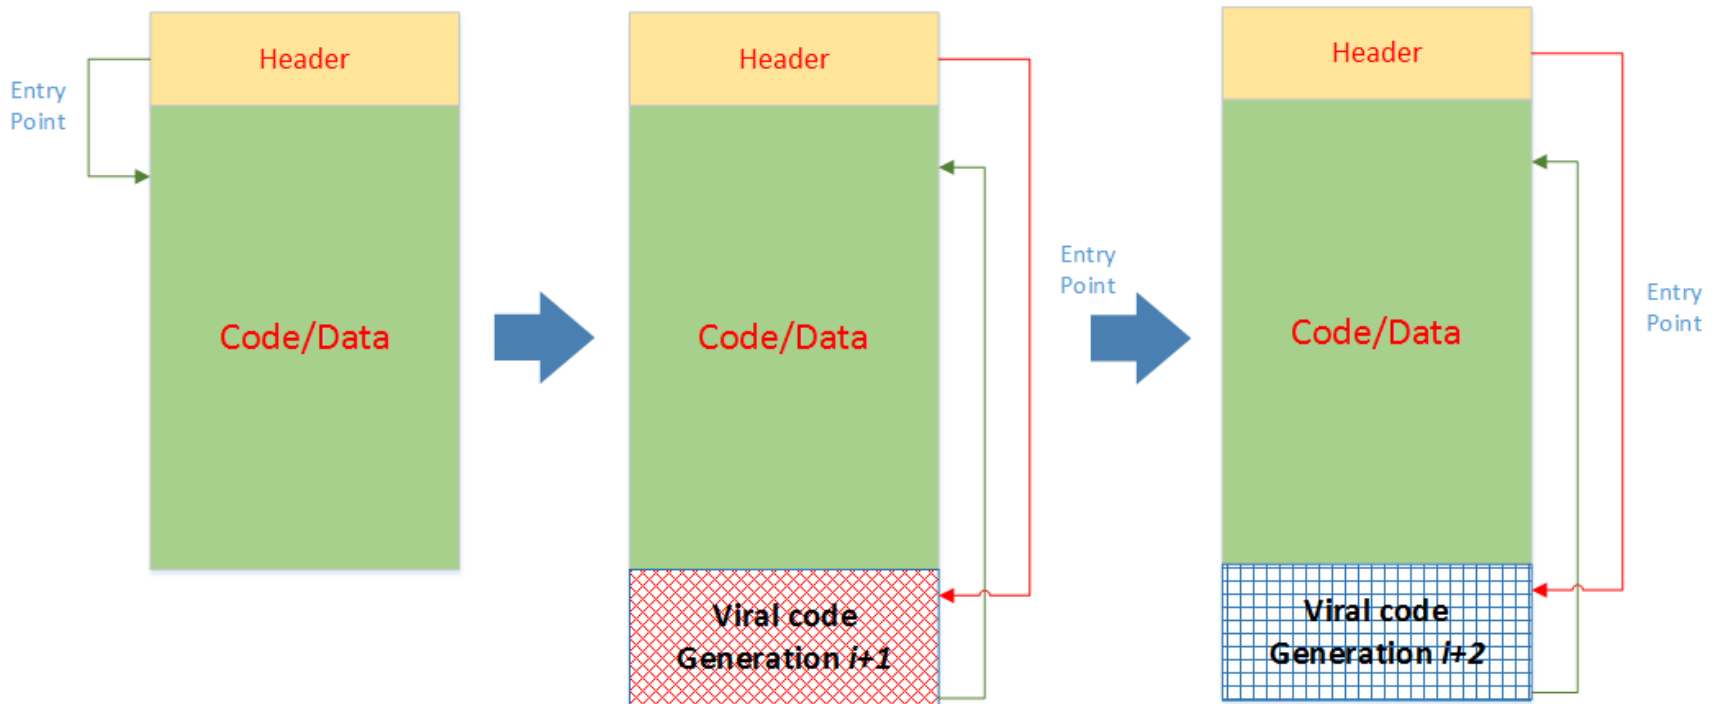 Header
Entry
Point
Code/Data
Header
Entry
Point
Code/Data
Viral code
Generation i+1
Header
Entry
Point
Code/Data
Viral code
Generation i+2